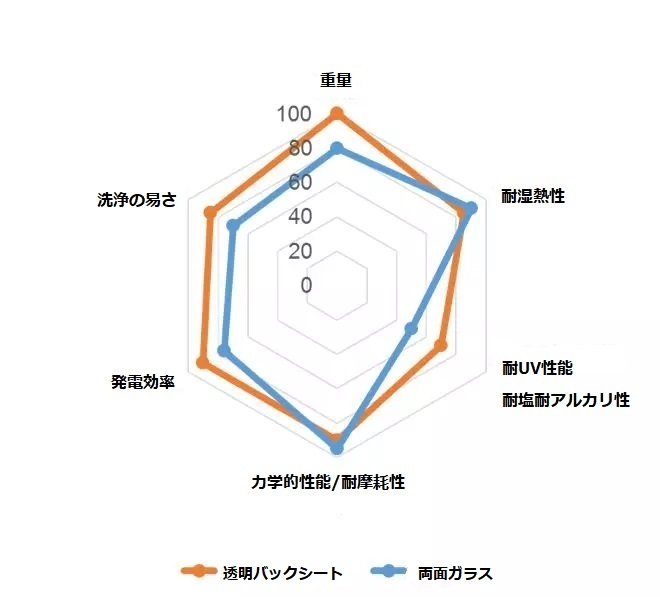 重量
100
80
60
40
20
0
洗浄の易さ
耐湿熱性
発電効率
耐UV性能
耐塩耐アルカリ性
力学的性能/耐摩耗性
透明バックシート
両面ガラス